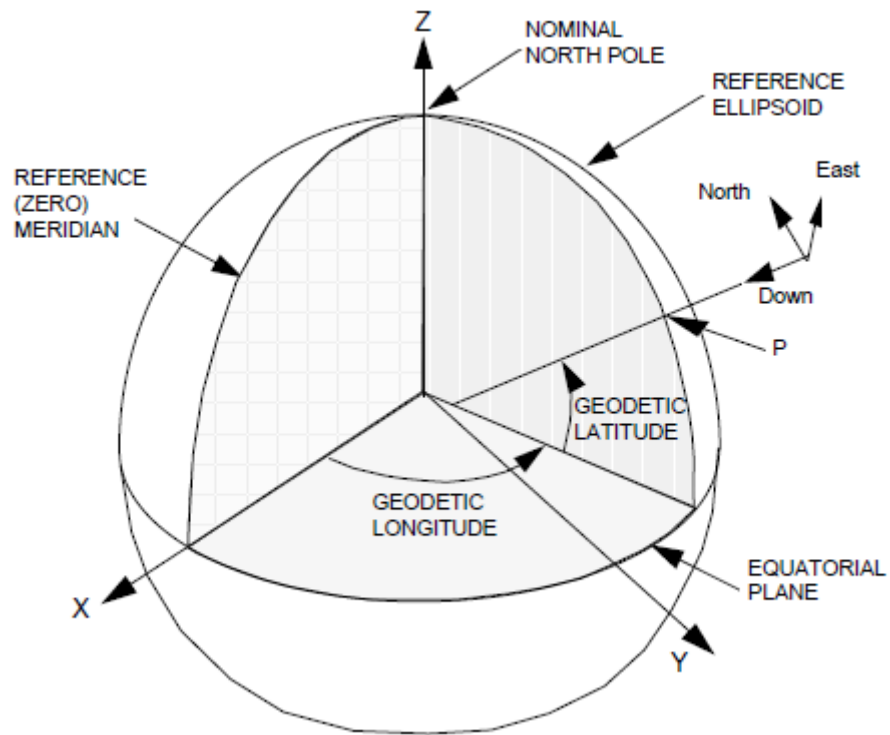 Z
NOMINAL
NORTH POLE
REFERENCE
ELLIPSOID
REFERENCE
(ZERO)
MERIDIAN
North
East
Down
P
GEODETIC
LATITUDE
GEODETIC
LONGITUDE
EQUATORIAL
PLANE
X
Y